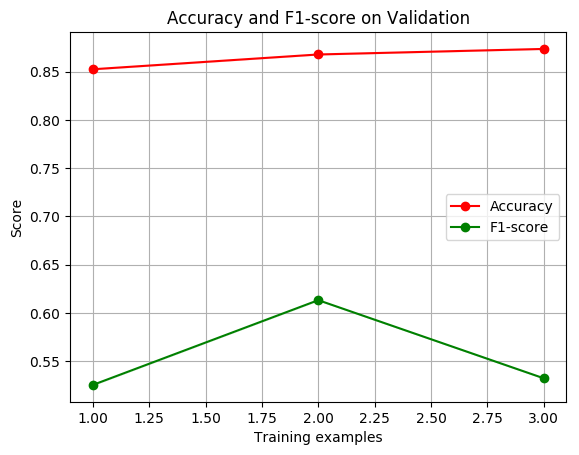 Accuracy and F1-score on Validation
Score
0.85
0.80
0.75
0.70
0.65
0.60
0.55
Accuracy
F1-score
1.00 1.25 1.50 1.75 2.00 2.25 2.50 2.75 3.00
Training examples